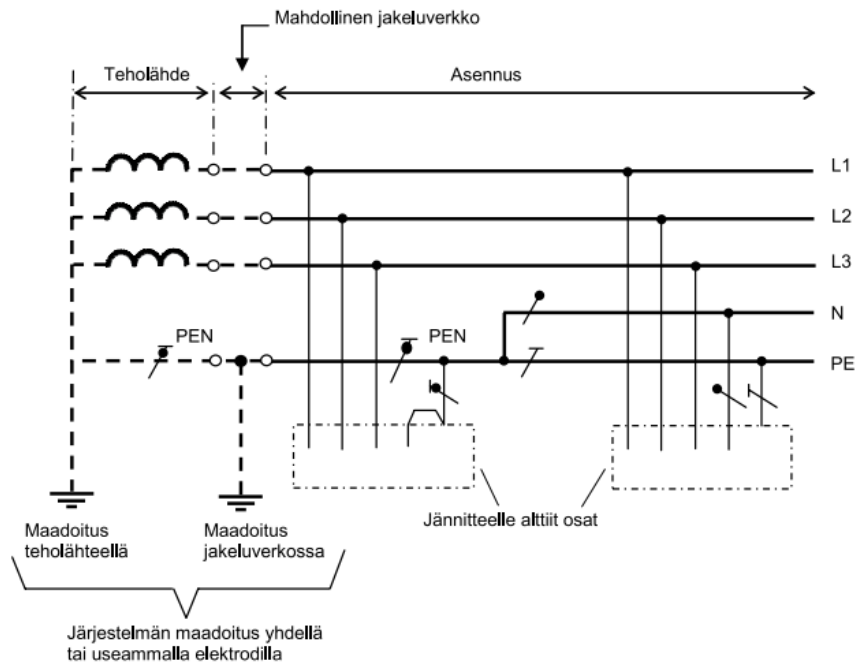 Mahdollinen jakeluverkko
Teholähde
Asennus
L1
L2
L3
N
PEN
PEN
PE
Jännitteelle alttiit osat
Maadoitus
teholähteellä
Maadoitus
jakeluverkossa
Järjestelmän maadoitus yhdellä
tai useammalla elektrodilla